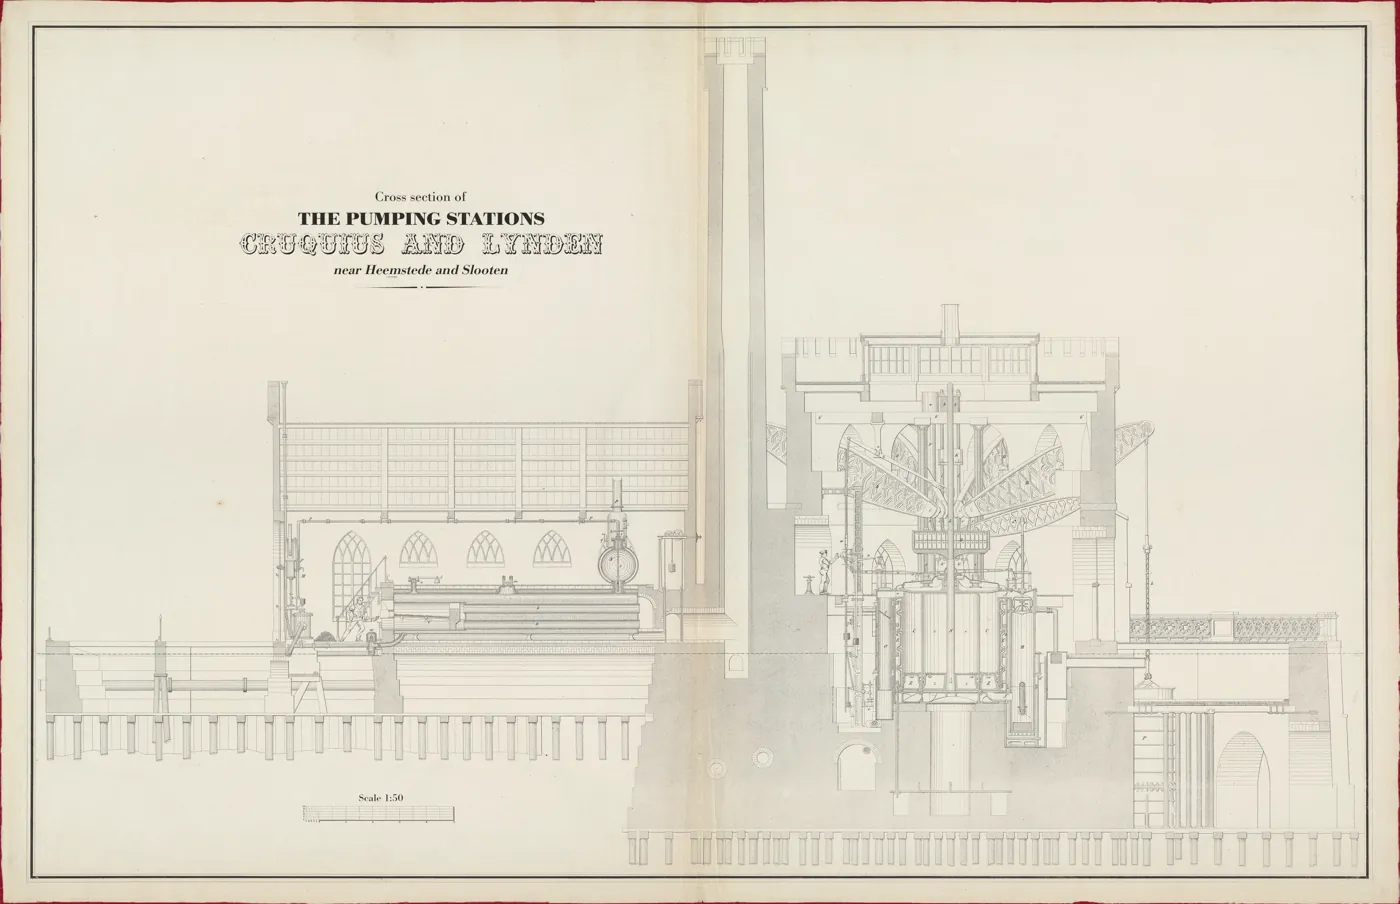 Cross section of
THE PUMPING STATIONS
CRUQUIUS AND LYNDEN
near Heemstede and Slooten
Scale 1:50